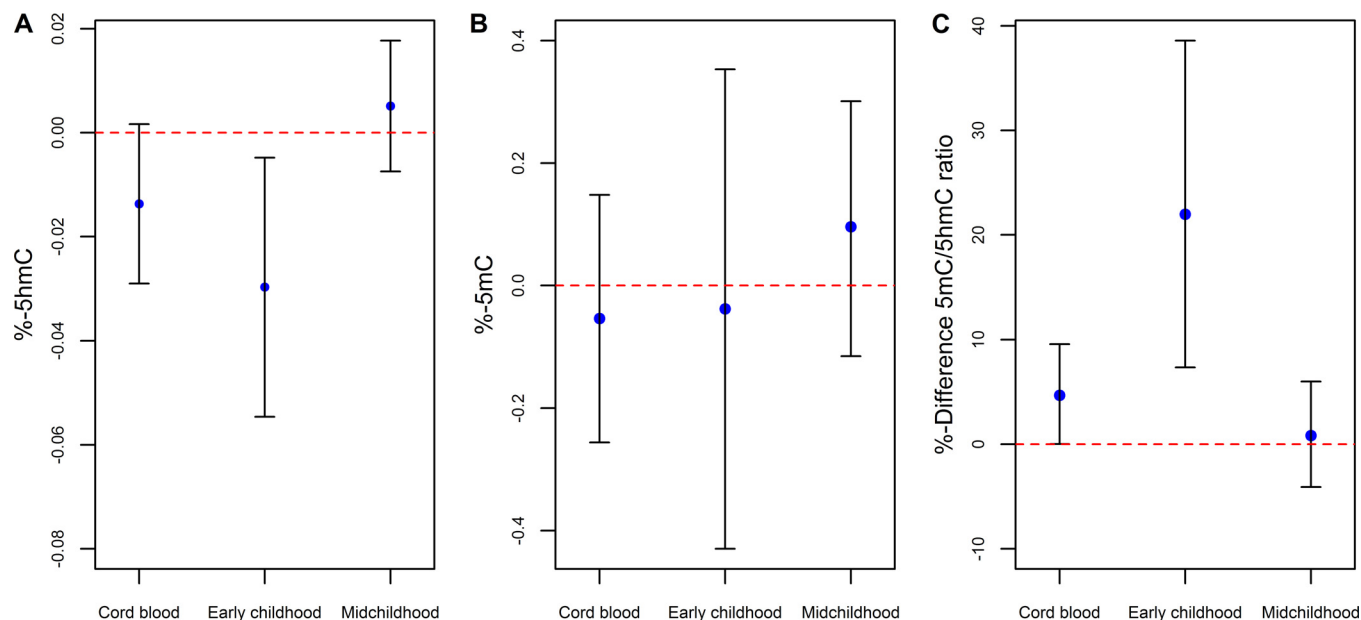 A
%-5hmC
0.02
0.00
-0.02
-0.04
-0.06
-0.08
Cord blood Early childhood Midchildhood
B
%-5mC
0.4
0.2
0.0
-0.2
-0.4
Cord blood Early childhood Midchildhood
C
%-Difference 5mC/5hmC ratio
40
30
20
10
0
-10
Cord blood Early childhood Midchildhood